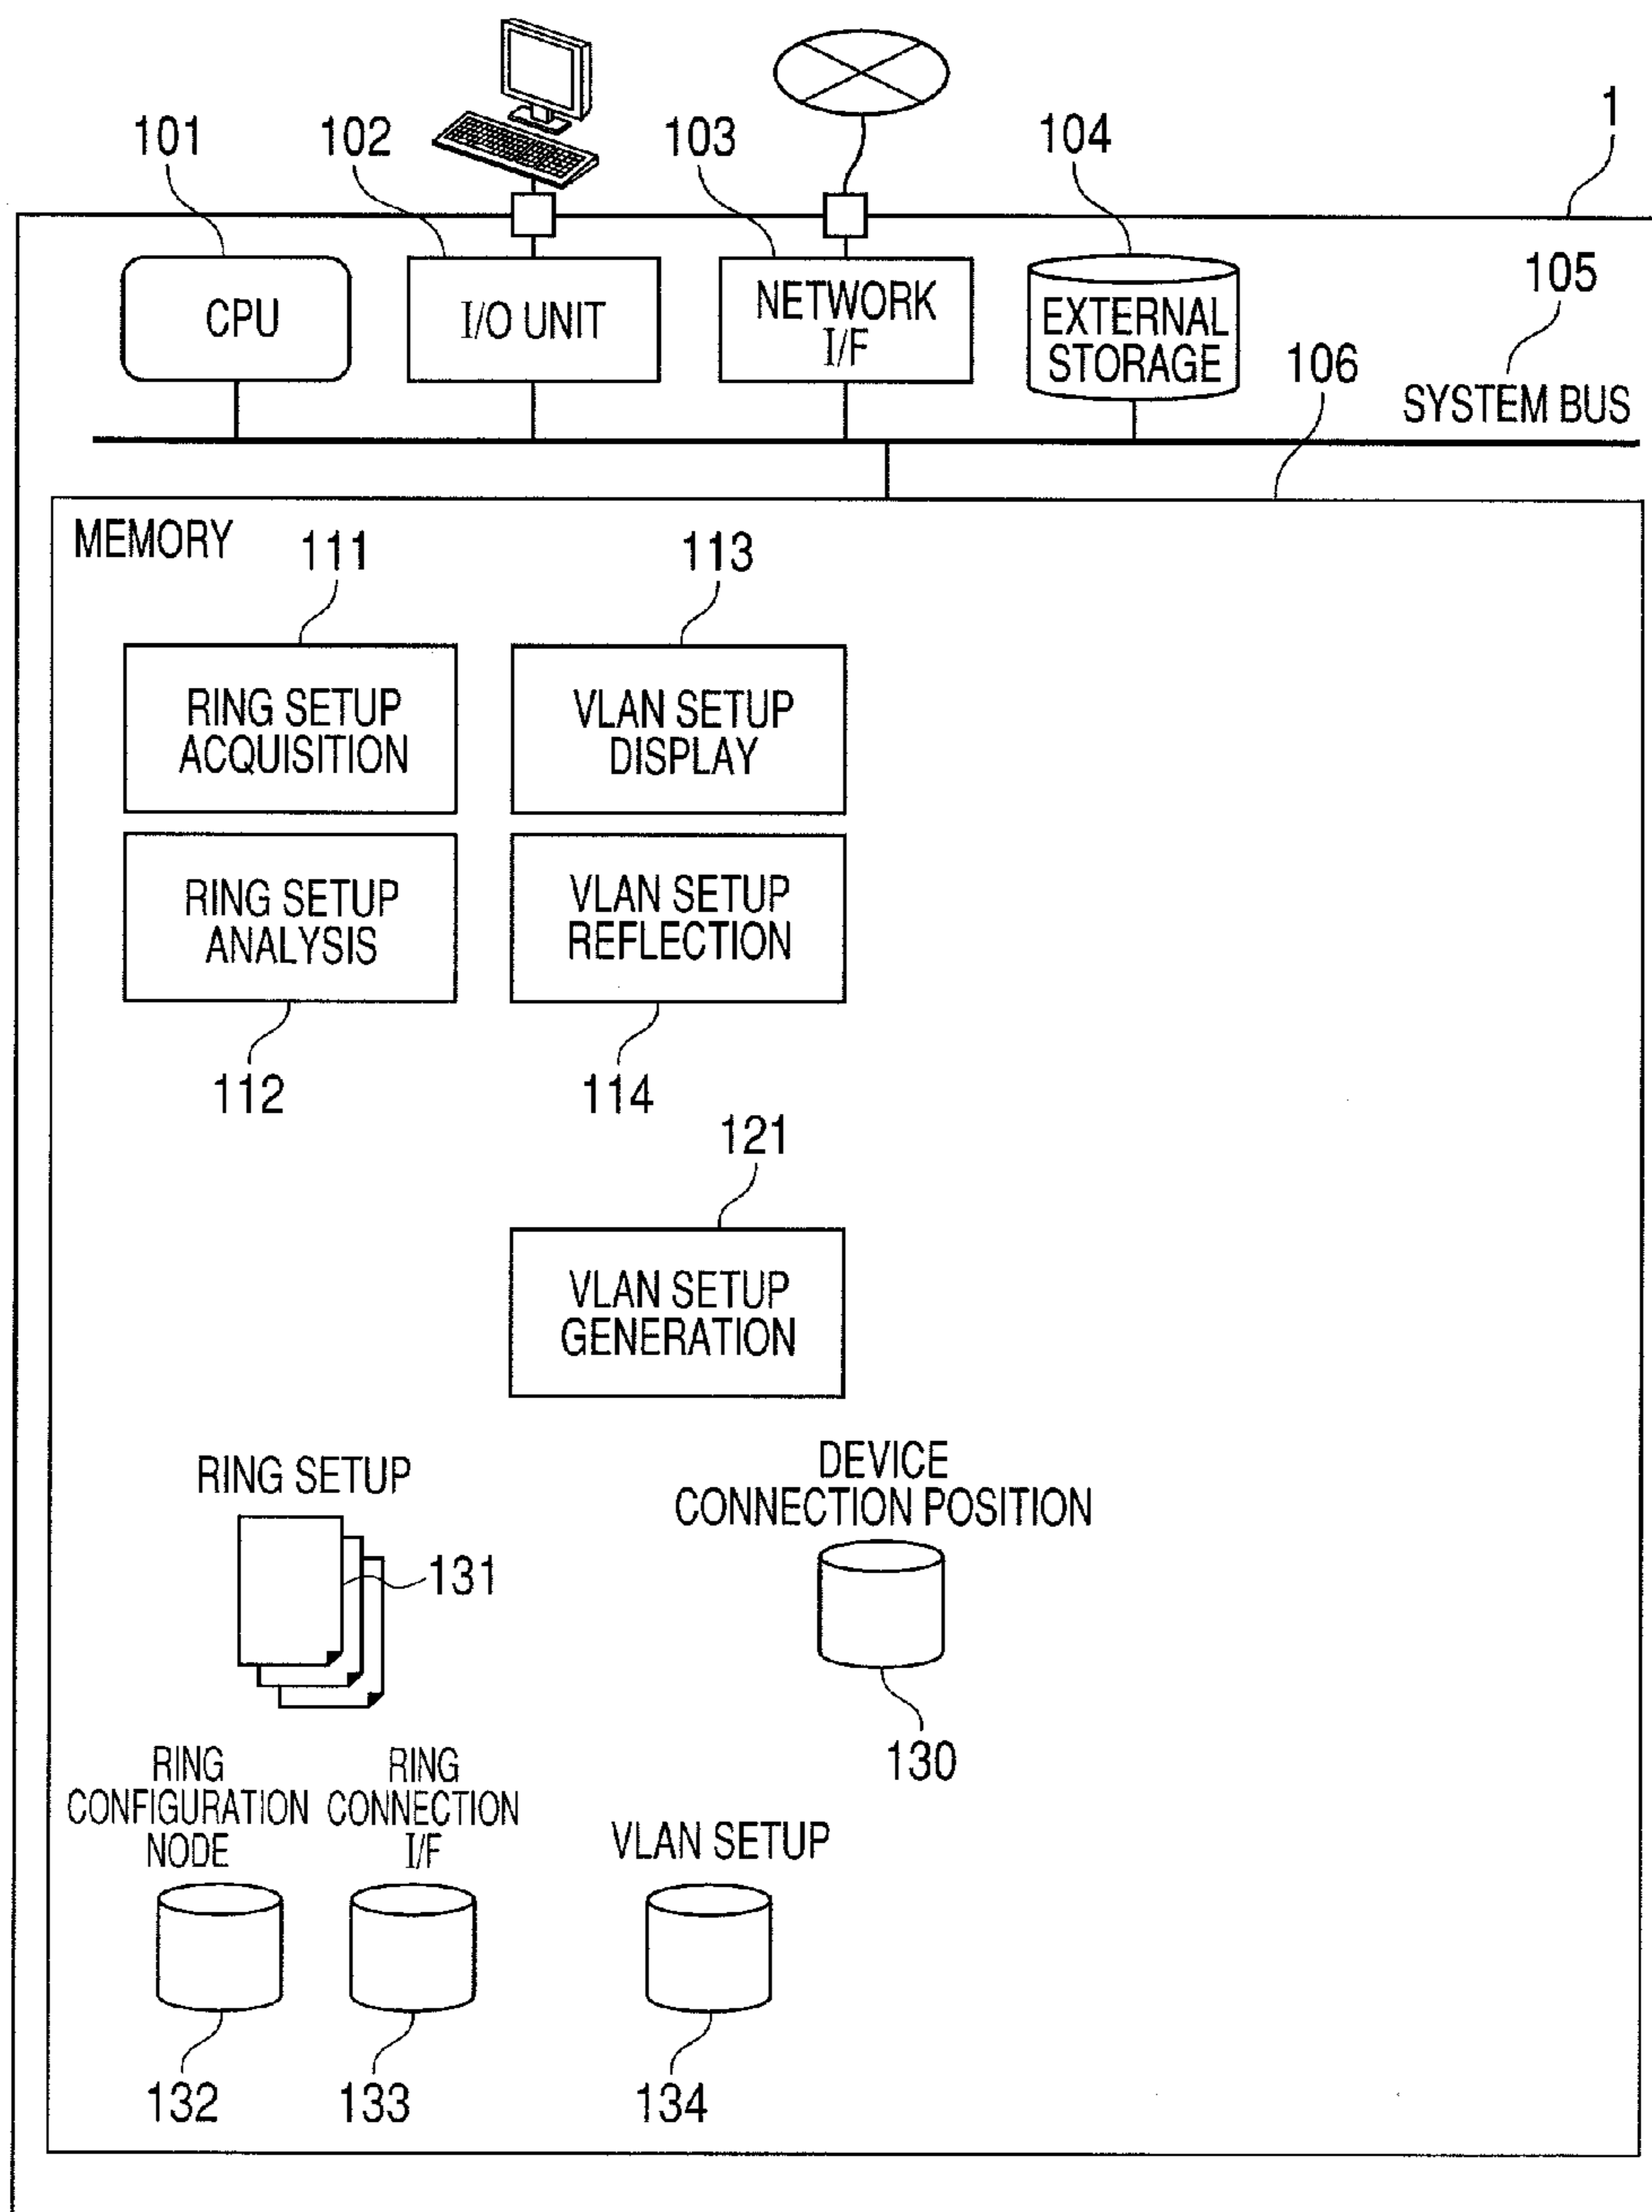 1
101
102
103
104
105
CPU
I/O UNIT
NETWORK
I/F
EXTERNAL
STORAGE
106
SYSTEM BUS
MEMORY
111
113
RING SETUP
ACQUISITION
VLAN SETUP
DISPLAY
RING SETUP
ANALYSIS
VLAN SETUP
REFLECTION
112
114
121
VLAN SETUP
GENERATION
RING SETUP
131
DEVICE
CONNECTION POSITION
130
RING
CONFIGURATION
NODE
RING
CONNECTION
I/F
VLAN SETUP
132
133
134